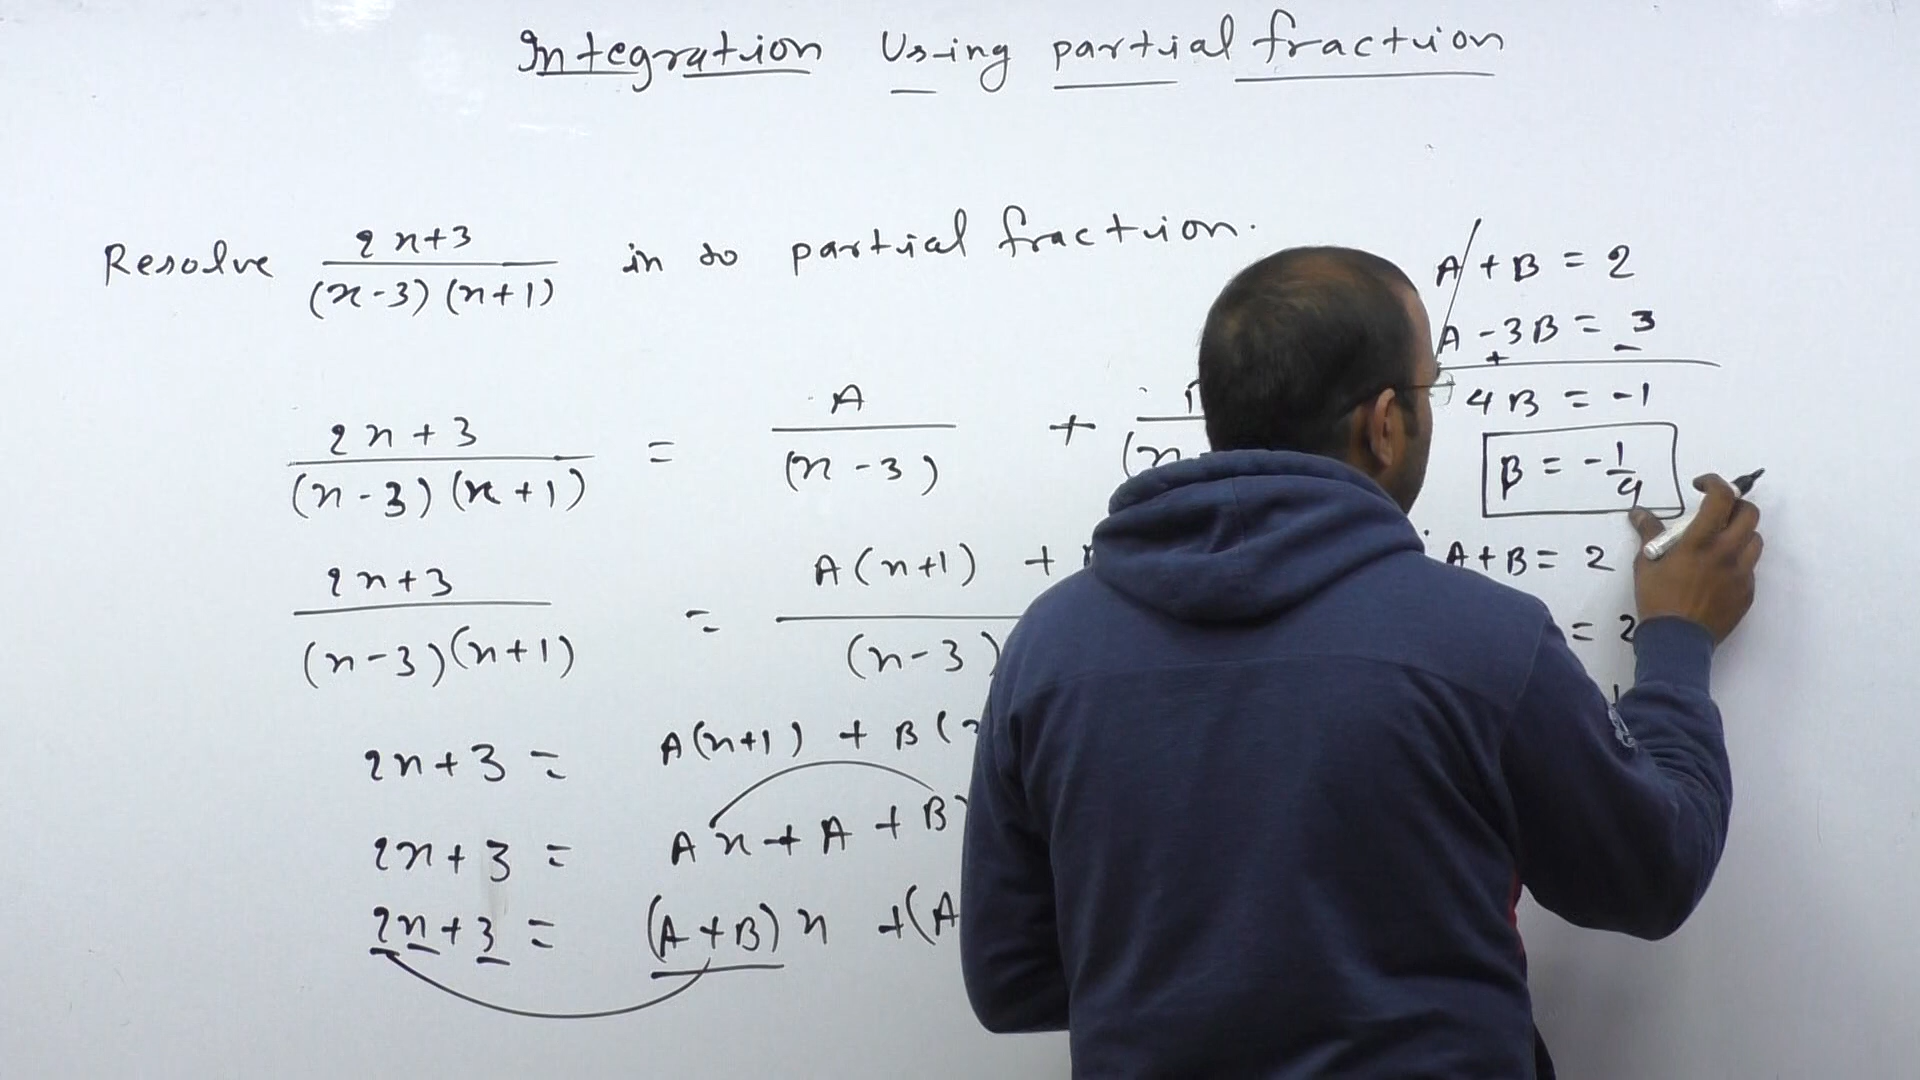 Integration Using partial fraction
Resolve (2x+3)/((x-3)(x+1)) in to partial fraction.
(2x+3)/((x-3)(x+1)) = A/(x-3) +
(2x+3)/((x-3)(x+1)) = A(x+1) + / (x-3)
2x+3 = A(x+1) + B(
2x+3 = Ax+A+B
2x+3 = (A+B)x +(A
A+B = 2
A-3B = 3
+ -
4B = -1
B = -1/4
A+B = 2
= 2